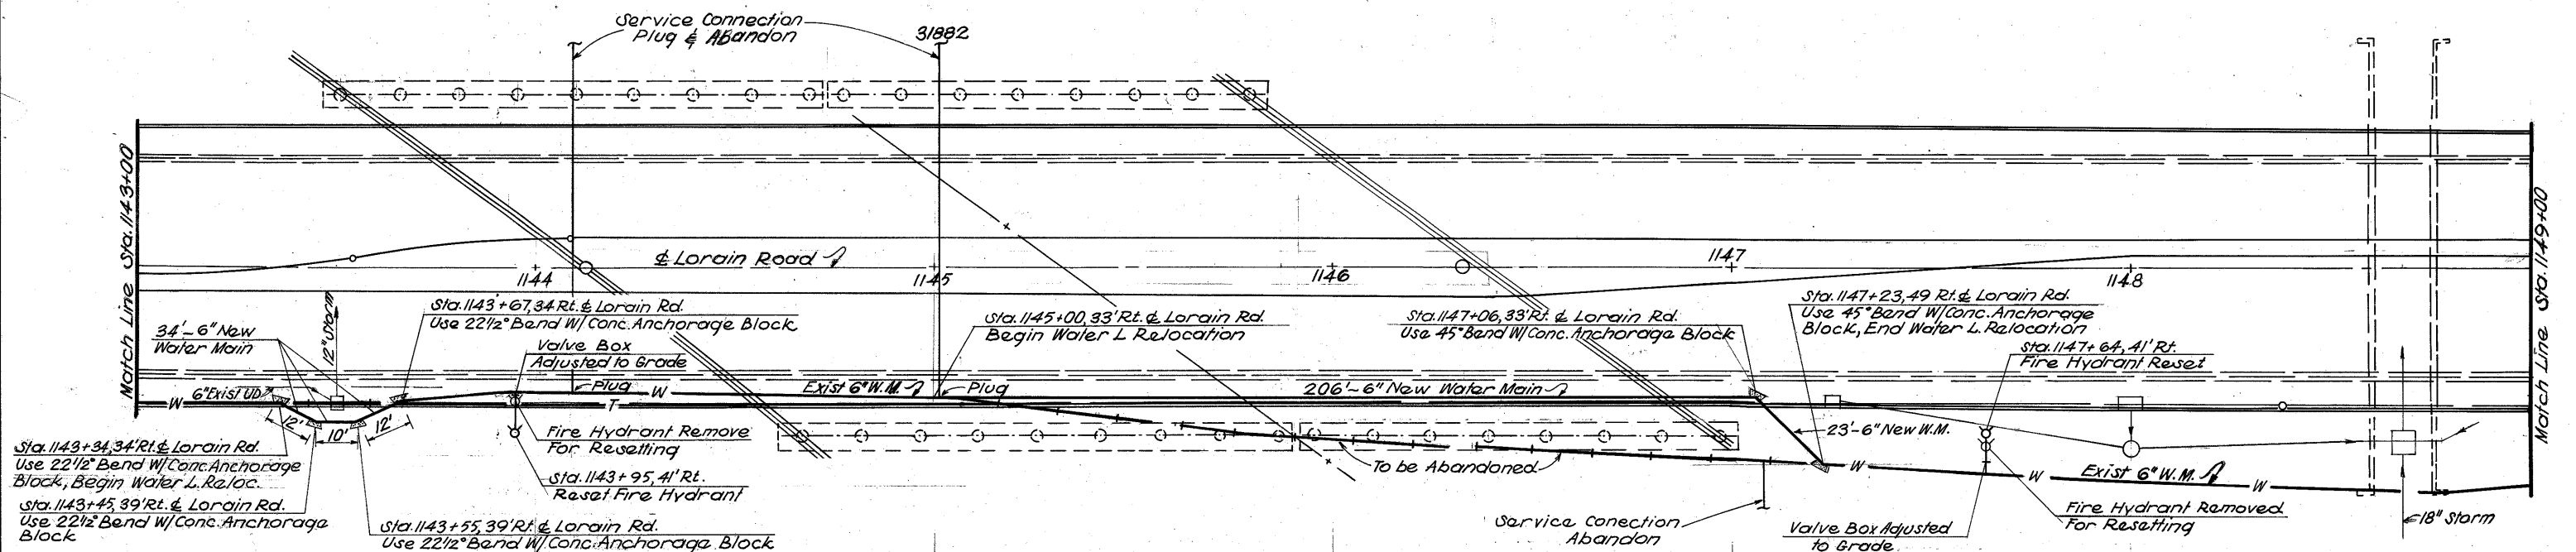 Service Connection
Plug & Abandon
31882
Match Line Sta. 1143+00
Match Line Sta. 1149+00
℄ Lorain Road
1144
1145
1146
1147
1148
34'-6" New
Water Main
12" Storm
Sta. 1143+67, 34 Rt. ℄ Lorain Rd.
Use 22 1/2° Bend W/ Conc. Anchorage Block
Valve Box
Adjusted to Grade
Sta. 1145+00, 33' Rt. ℄ Lorain Rd.
Begin Water L Relocation
Sta. 1147+06, 33' Rt. ℄ Lorain Rd.
Use 45° Bend W/ Conc. Anchorage Block
Sta. 1147+23, 49 Rt. ℄ Lorain Rd.
Use 45° Bend W/ Conc. Anchorage
Block, End Water L. Relocation
Sta. 1147+64, 41' Rt.
Fire Hydrant Reset
W
6" Exist UD
Plug
W
T
Exist 6" W.M.
Plug
206'-6" New Water Main
12'
10'
12'
Sta. 1143+34, 34' Rt. ℄ Lorain Rd.
Use 22 1/2° Bend W/ Conc. Anchorage
Block, Begin Water L. Reloc.
Sta. 1143+45, 39' Rt. ℄ Lorain Rd.
Use 22 1/2° Bend W/ Conc. Anchorage
Block
Sta. 1143+55, 39' Rt. ℄ Lorain Rd.
Use 22 1/2° Bend W/ Conc. Anchorage Block
Fire Hydrant Remove
For Resetting
Sta. 1143+95, 41' Rt.
Reset Fire Hydrant
To be Abandoned
23'-6" New W.M.
W
W
Exist 6" W.M.
W
Service Conection
Abandon
Valve Box Adjusted
to Grade
Fire Hydrant Removed
For Resetting
18" Storm